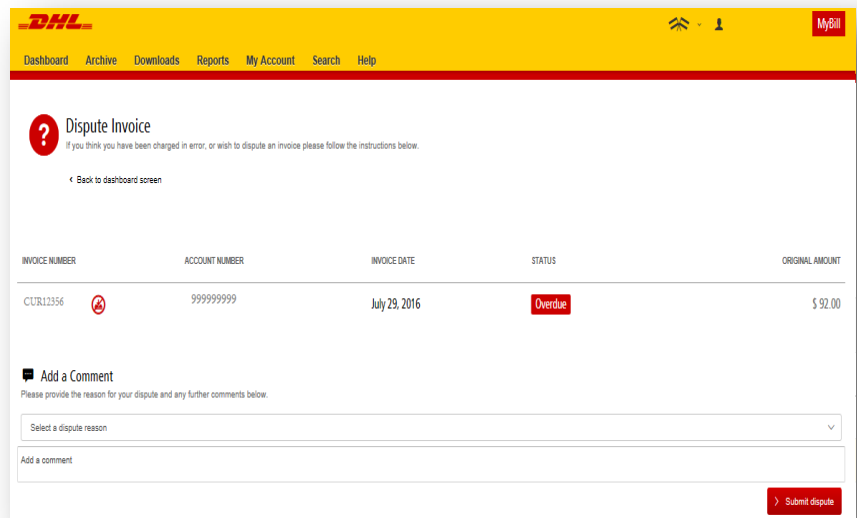 DHL
MyBill
Dashboard Archive Downloads Reports My Account Search Help
?
Dispute Invoice
If you think you have been charged in error, or wish to dispute an invoice please follow the instructions below.
< Back to dashboard screen
INVOICE NUMBER ACCOUNT NUMBER INVOICE DATE STATUS ORIGINAL AMOUNT
CUR12356 999999999 July 29, 2016 Overdue $ 92.00
Add a Comment
Please provide the reason for your dispute and any further comments below.
Select a dispute reason
Add a comment
> Submit dispute